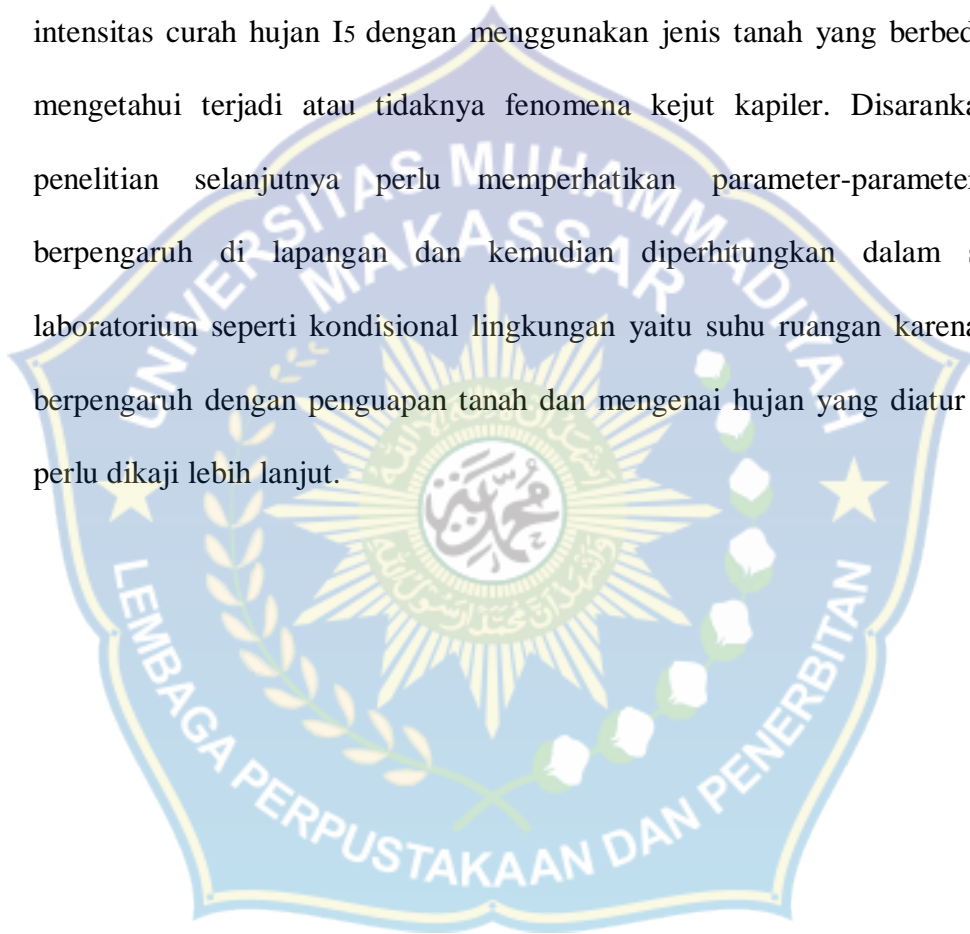 intensitas curah hujan I5 dengan menggunakan jenis tanah yang berbed
mengetahui terjadi atau tidaknya fenomena kejut kapiler. Disaranka
penelitian selanjutnya perlu memperhatikan parameter-parameter
berpengaruh di lapangan dan kemudian diperhitungkan dalam s
laboratorium seperti kondisional lingkungan yaitu suhu ruangan karena
berpengaruh dengan penguapan tanah dan mengenai hujan yang diatur
perlu dikaji lebih lanjut.
UNIVERSITAS MUHAMMADIYAH
MAKASSAR
LEMBAGA PERPUSTAKAAN DAN PENERBITAN